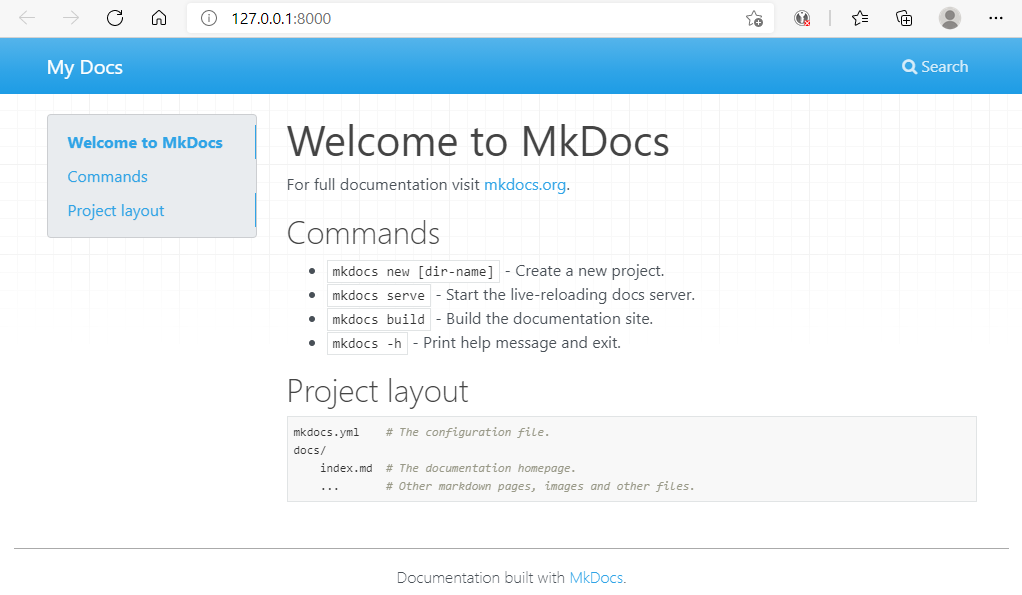 127.0.0.1:8000
My Docs
Search
Welcome to MkDocs
Commands
Project layout
Welcome to MkDocs
For full documentation visit mkdocs.org.
Commands
mkdocs new [dir-name] - Create a new project.
mkdocs serve - Start the live-reloading docs server.
mkdocs build - Build the documentation site.
mkdocs -h - Print help message and exit.
Project layout
mkdocs.yml    # The configuration file.
docs/
    index.md  # The documentation homepage.
    ...       # Other markdown pages, images and other files.
Documentation built with MkDocs.